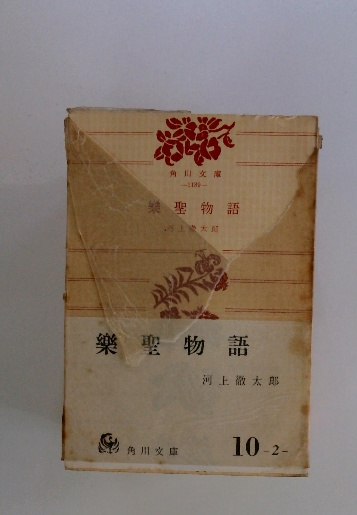 角川文庫
—1189—
樂聖物語
河上徹太郎
樂聖物語
河上徹太郎
角川文庫
10-2-